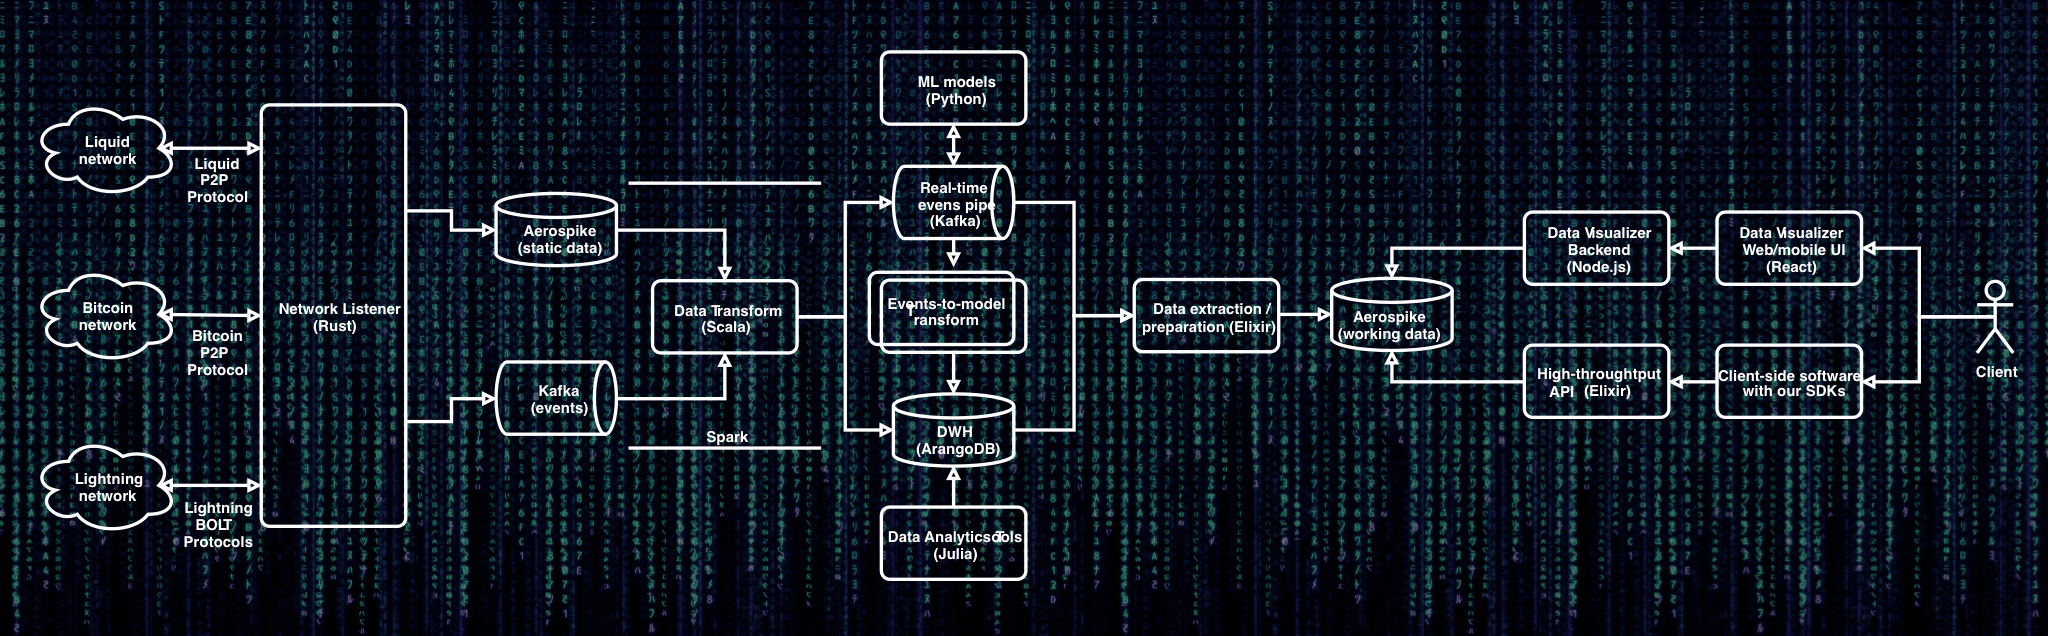 Liquid
network
Liquid
P2P
Protocol
Bitcoin
network
Bitcoin
P2P
Protocol
Lightning
network
Lightning
BOLT
Protocols
Network Listener
(Rust)
Aerospike
(static data)
Kafka
(events)
Data Transform
(Scala)
Spark
ML models
(Python)
Real-time
evens pipe
(Kafka)
Events-to-model
Transform
DWH
(ArangoDB)
Data Analytics Tools
(Julia)
Data extraction /
preparation (Elixir)
Aerospike
(working data)
Data Visualizer
Backend
(Node.js)
Data Visualizer
Web/mobile UI
(React)
High-throughtput
API (Elixir)
Client-side software
with our SDKs
Client